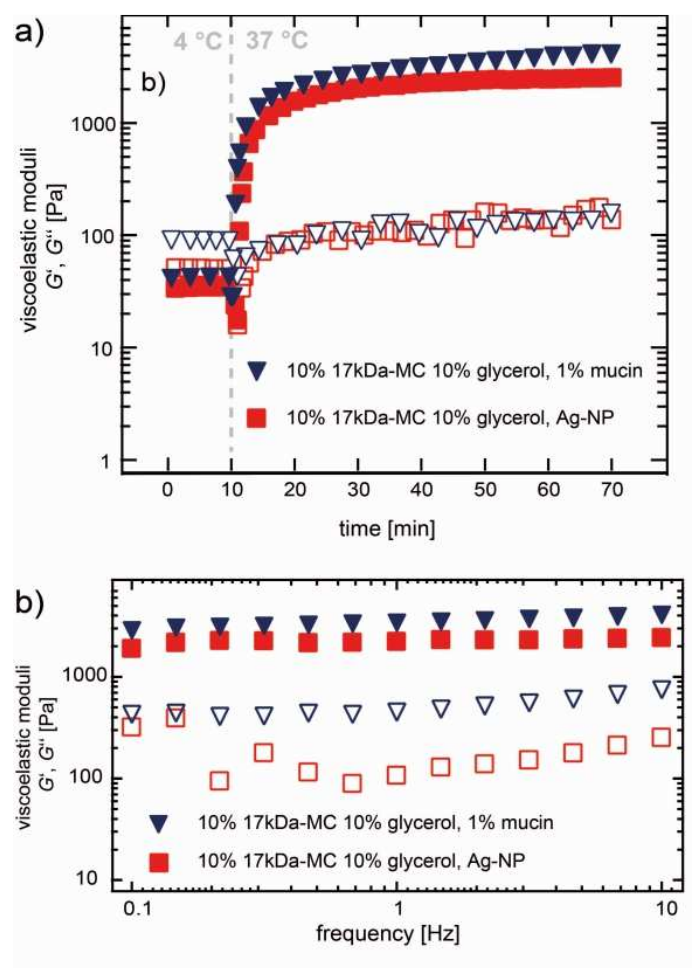 a)
4 °C 37 °C
b)
1000
100
10
1
viscoelastic moduli
G‘, G“ [Pa]
10% 17kDa-MC 10% glycerol, 1% mucin
10% 17kDa-MC 10% glycerol, Ag-NP
0 10 20 30 40 50 60 70
time [min]
b)
1000
100
10
viscoelastic moduli
G‘, G“ [Pa]
10% 17kDa-MC 10% glycerol, 1% mucin
10% 17kDa-MC 10% glycerol, Ag-NP
0.1 1 10
frequency [Hz]